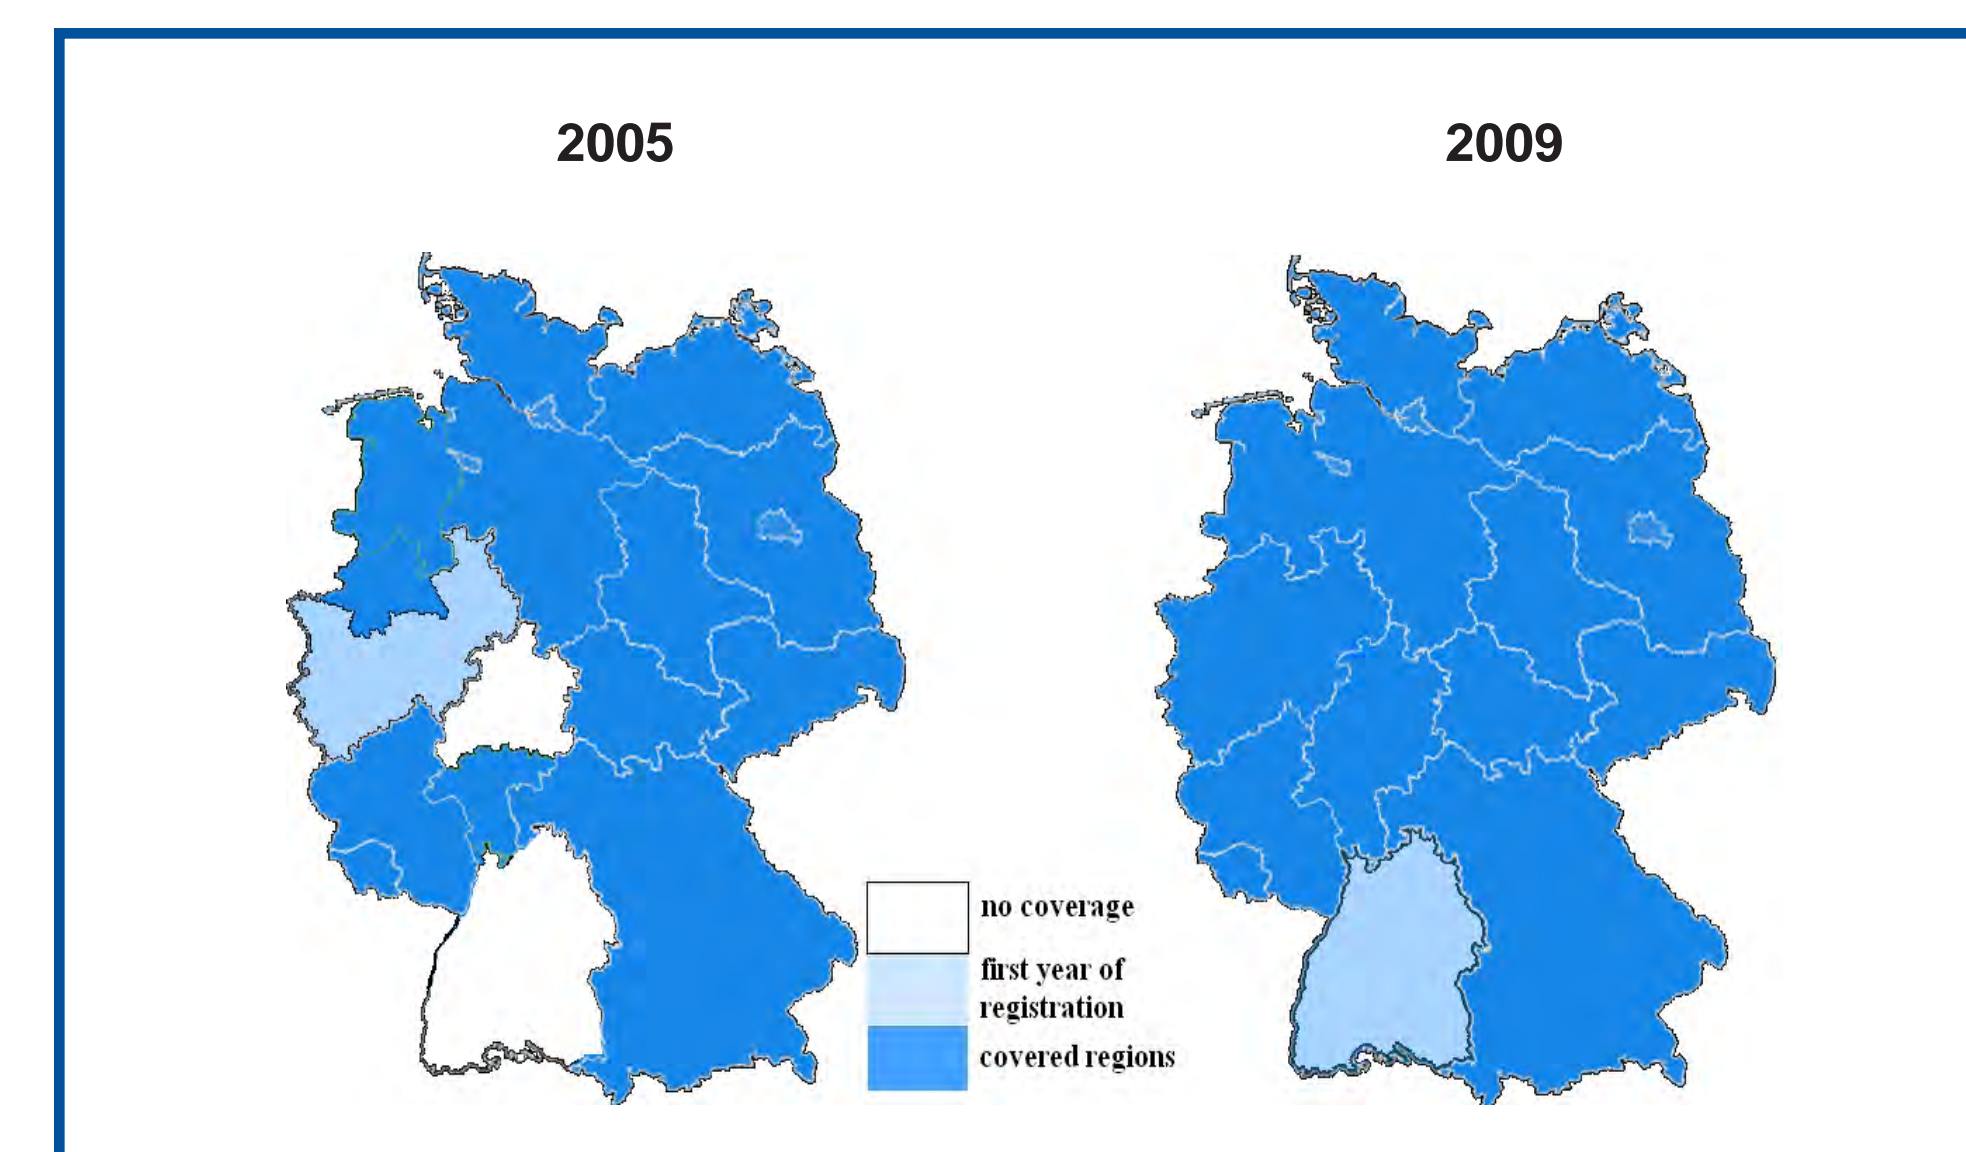 2005
2009
no coverage
first year of
registration
covered regions